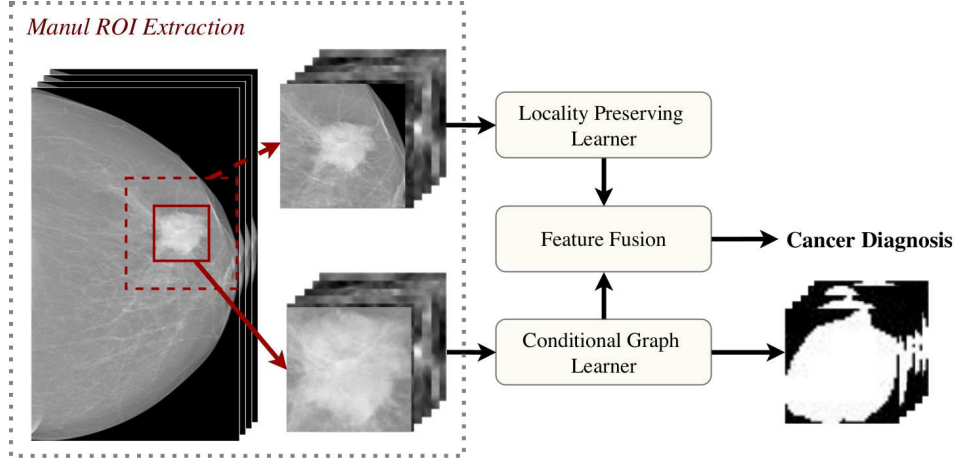 Manul ROI Extraction
Locality Preserving
Learner
Feature Fusion
Cancer Diagnosis
Conditional Graph
Learner